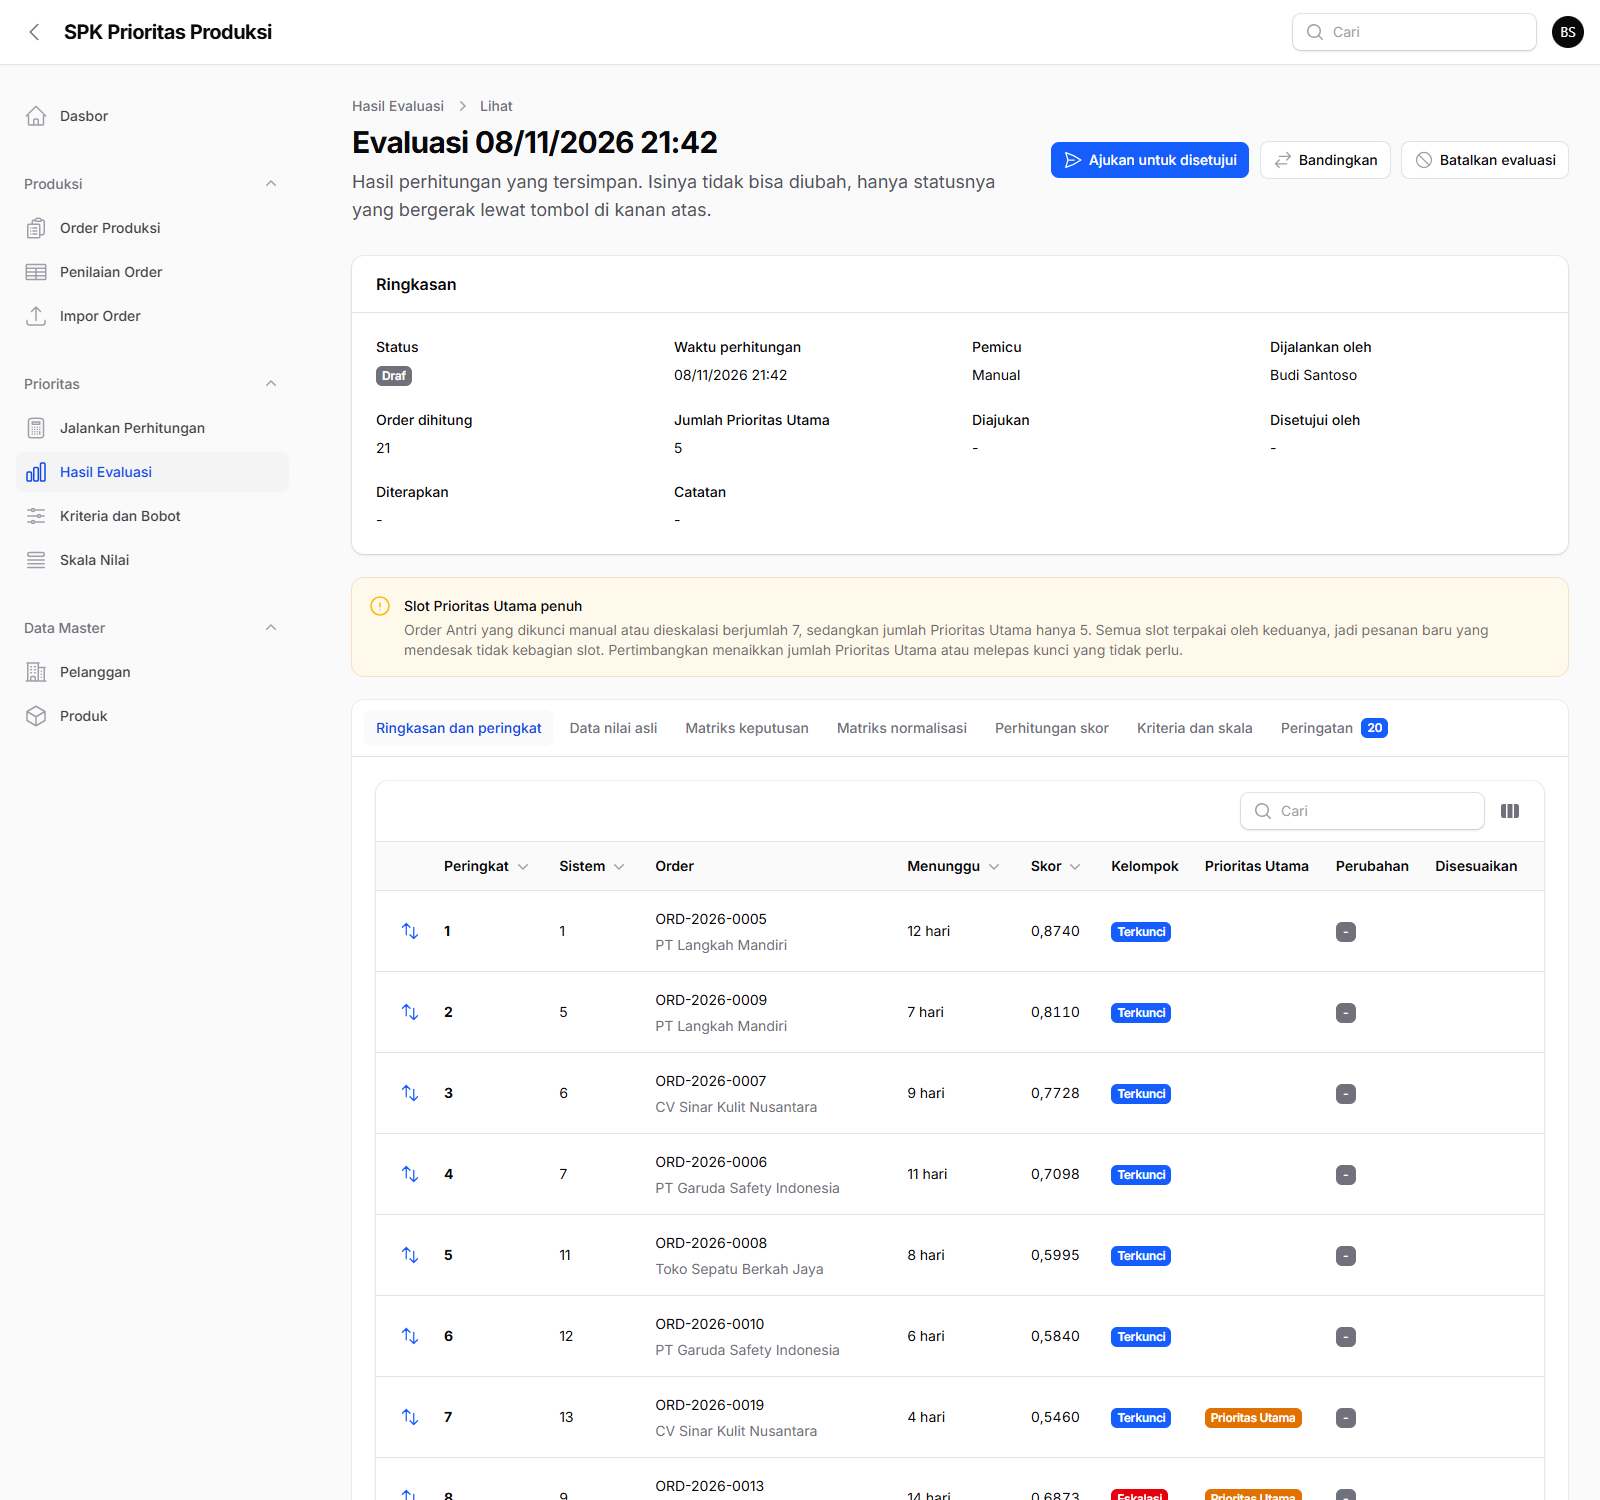 SPK Prioritas Produksi
Cari
BS
Dasbor
Produksi
Order Produksi
Penilaian Order
Impor Order
Prioritas
Jalankan Perhitungan
Hasil Evaluasi
Kriteria dan Bobot
Skala Nilai
Data Master
Pelanggan
Produk
Hasil Evaluasi > Lihat
Evaluasi 08/11/2026 21:42
Hasil perhitungan yang tersimpan. Isinya tidak bisa diubah, hanya statusnya
yang bergerak lewat tombol di kanan atas.
Ajukan untuk disetujui
Bandingkan
Batalkan evaluasi
Ringkasan
Status Waktu perhitungan Pemicu Dijalankan oleh
Draf 08/11/2026 21:42 Manual Budi Santoso
Order dihitung Jumlah Prioritas Utama Diajukan Disetujui oleh
21 5 - -
Diterapkan Catatan
- -
Slot Prioritas Utama penuh
Order Antri yang dikunci manual atau dieskalasi berjumlah 7, sedangkan jumlah Prioritas Utama hanya 5. Semua slot terpakai oleh keduanya, jadi pesanan baru yang
mendesak tidak kebagian slot. Pertimbangkan menaikkan jumlah Prioritas Utama atau melepas kunci yang tidak perlu.
Ringkasan dan peringkat Data nilai asli Matriks keputusan Matriks normalisasi Perhitungan skor Kriteria dan skala Peringatan 20
Cari
Peringkat Sistem Order Menunggu Skor Kelompok Prioritas Utama Perubahan Disesuaikan
1 1 ORD-2026-0005 12 hari 0,8740 Terkunci -
PT Langkah Mandiri
2 5 ORD-2026-0009 7 hari 0,8110 Terkunci -
PT Langkah Mandiri
3 6 ORD-2026-0007 9 hari 0,7728 Terkunci -
CV Sinar Kulit Nusantara
4 7 ORD-2026-0006 11 hari 0,7098 Terkunci -
PT Garuda Safety Indonesia
5 11 ORD-2026-0008 8 hari 0,5995 Terkunci -
Toko Sepatu Berkah Jaya
6 12 ORD-2026-0010 6 hari 0,5840 Terkunci -
PT Garuda Safety Indonesia
7 13 ORD-2026-0019 4 hari 0,5460 Terkunci Prioritas Utama -
CV Sinar Kulit Nusantara
8 9 ORD-2026-0013 14 hari 0,6873 Eskalasi Prioritas Utama -